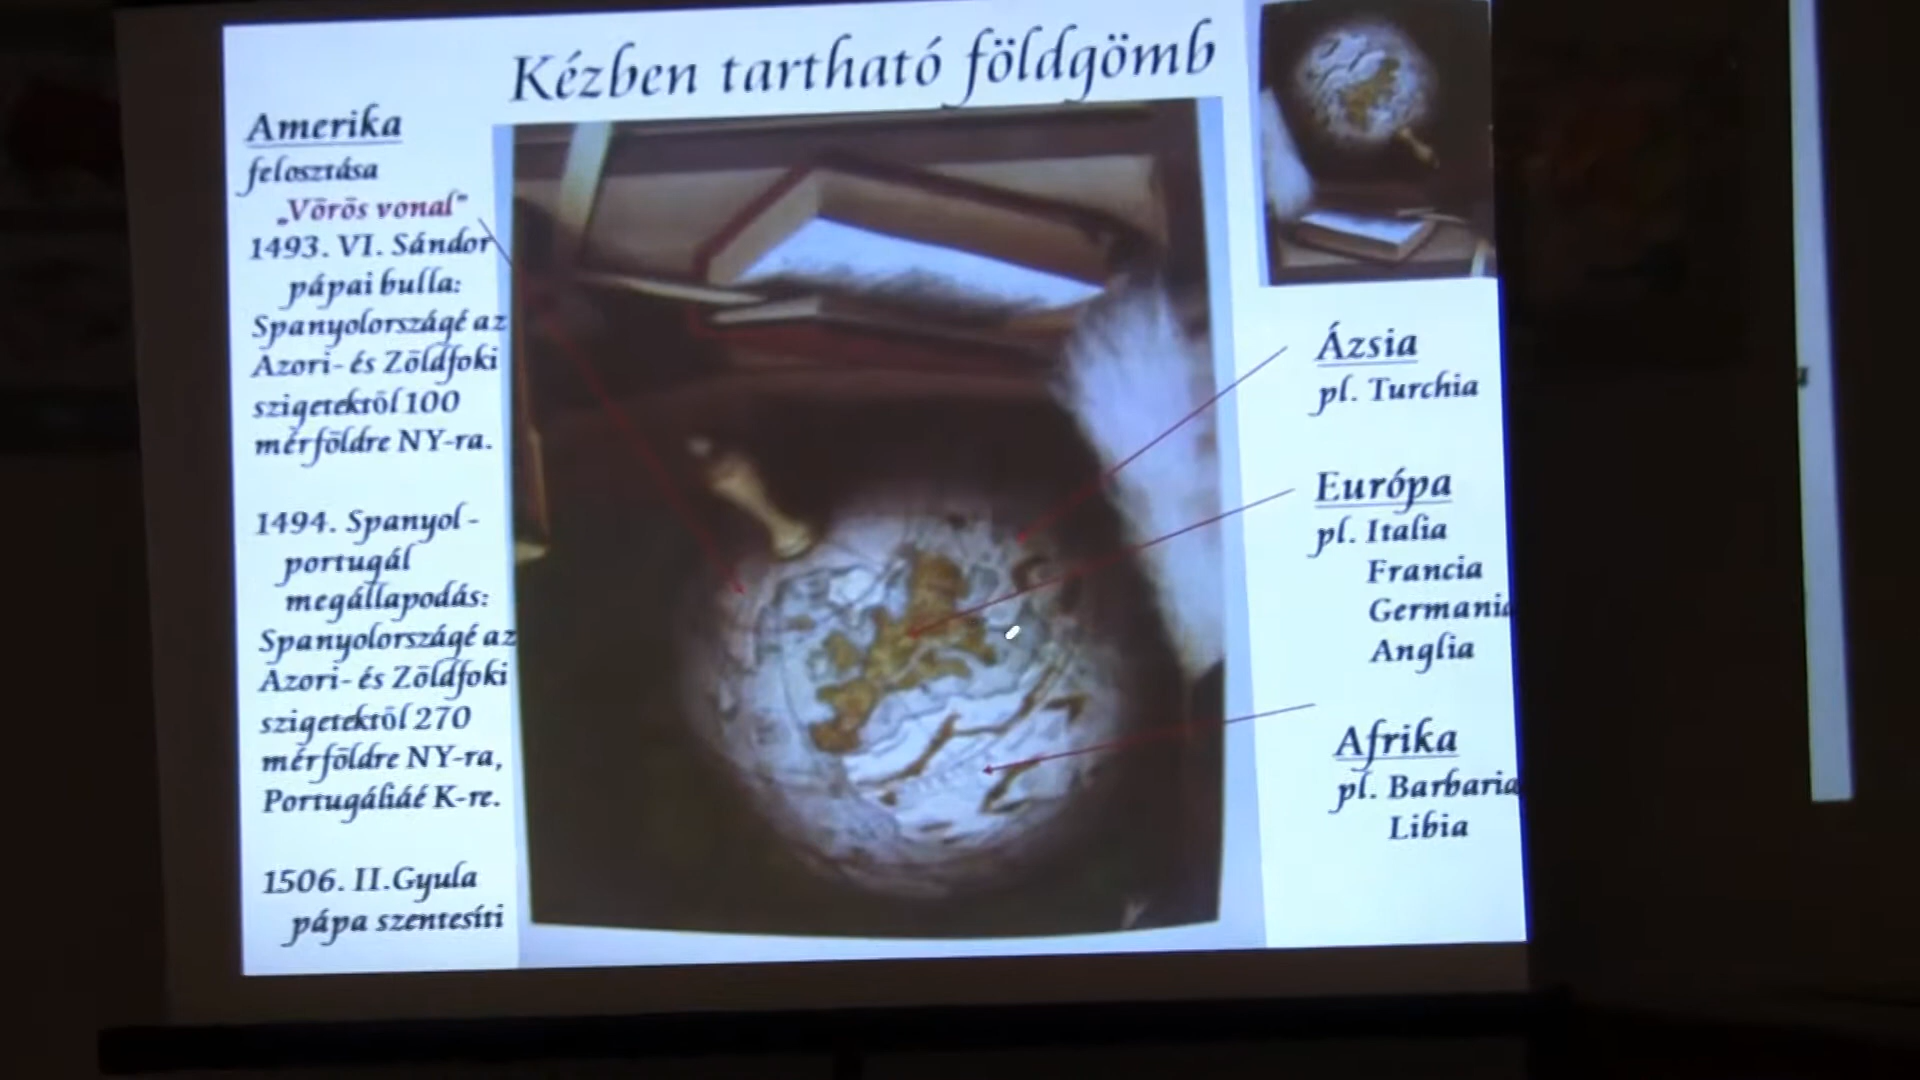 Kézben tartható földgömb
Amerika
felosztása
„Vörös vonal”
1493. VI. Sándor
pápai bulla:
Spanyolországé az
Azori- és Zöldfoki
szigetektől 100
mérföldre NY-ra.
1494. Spanyol -
portugál
megállapodás:
Spanyolországé az
Azori- és Zöldfoki
szigetektől 270
mérföldre NY-ra,
Portugáliáé K-re.
1506. II.Gyula
pápa szentesíti
Ázsia
pl. Turchia
Európa
pl. Italia
Francia
Germania
Anglia
Afrika
pl. Barbaria
Libia